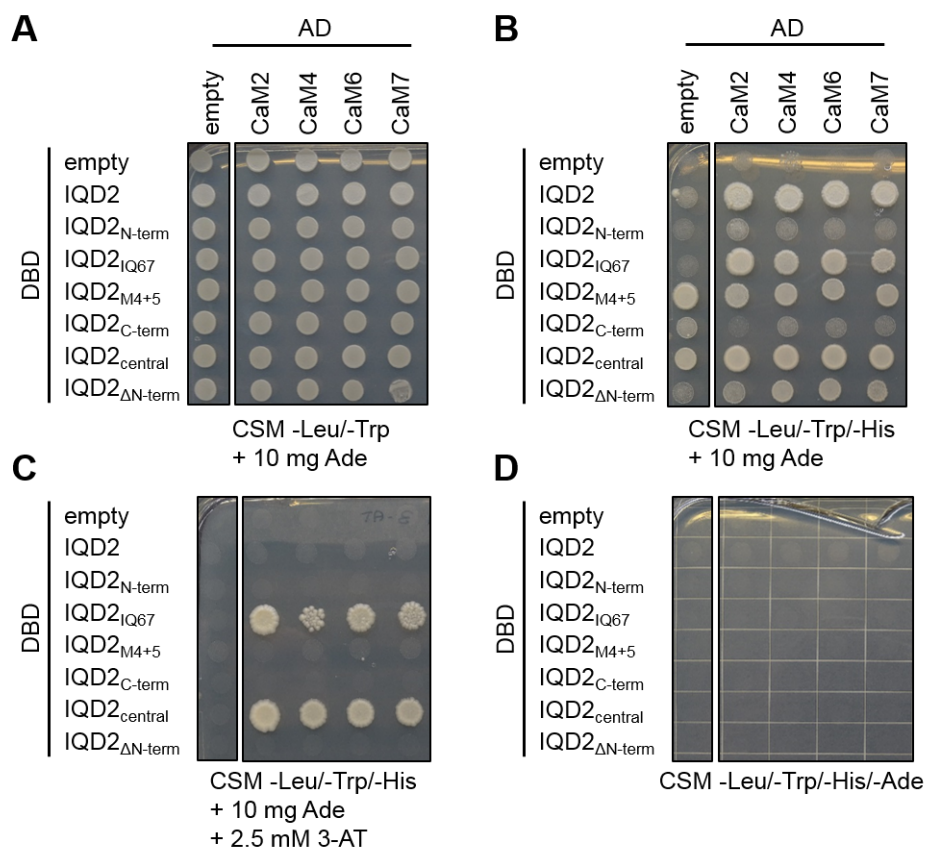 A
AD
empty
CaM2
CaM4
CaM6
CaM7
DBD
empty
IQD2
IQD2N-term
IQD2IQ67
IQD2M4+5
IQD2C-term
IQD2central
IQD2ΔN-term
CSM -Leu/-Trp
+ 10 mg Ade
B
AD
empty
CaM2
CaM4
CaM6
CaM7
DBD
empty
IQD2
IQD2N-term
IQD2IQ67
IQD2M4+5
IQD2C-term
IQD2central
IQD2ΔN-term
CSM -Leu/-Trp/-His
+ 10 mg Ade
C
DBD
empty
IQD2
IQD2N-term
IQD2IQ67
IQD2M4+5
IQD2C-term
IQD2central
IQD2ΔN-term
CSM -Leu/-Trp/-His
+ 10 mg Ade
+ 2.5 mM 3-AT
D
DBD
empty
IQD2
IQD2N-term
IQD2IQ67
IQD2M4+5
IQD2C-term
IQD2central
IQD2ΔN-term
CSM -Leu/-Trp/-His/-Ade